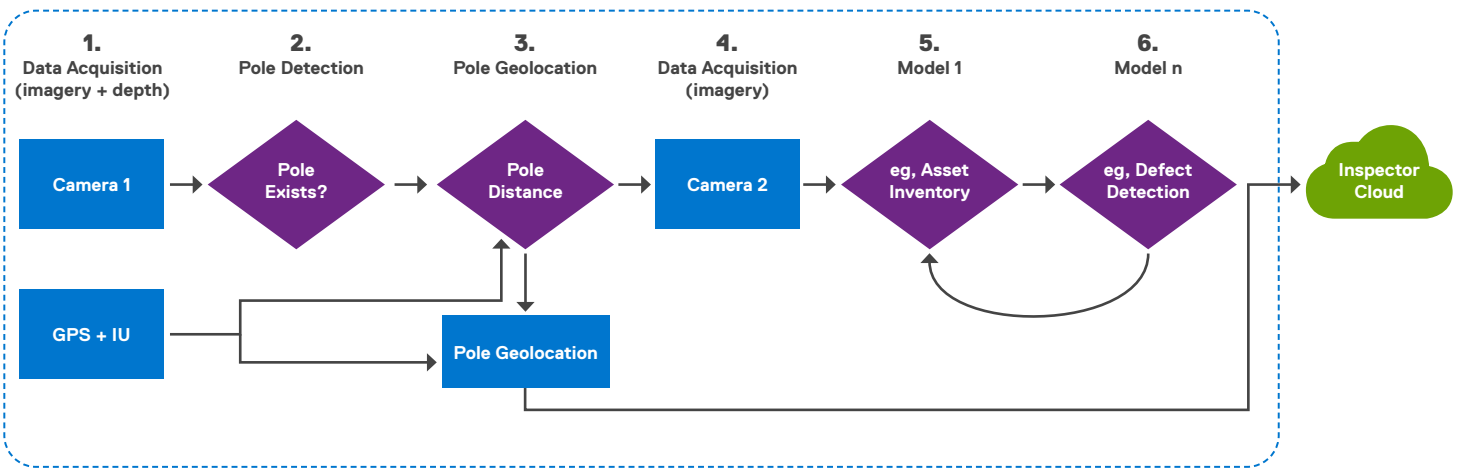 1.
Data Acquisition
(imagery + depth)
2.
Pole Detection
3.
Pole Geolocation
4.
Data Acquisition
(imagery)
5.
Model 1
6.
Model n
Camera 1
Pole
Exists?
Pole
Distance
Camera 2
eg, Asset
Inventory
eg, Defect
Detection
Inspector
Cloud
GPS + IU
Pole Geolocation